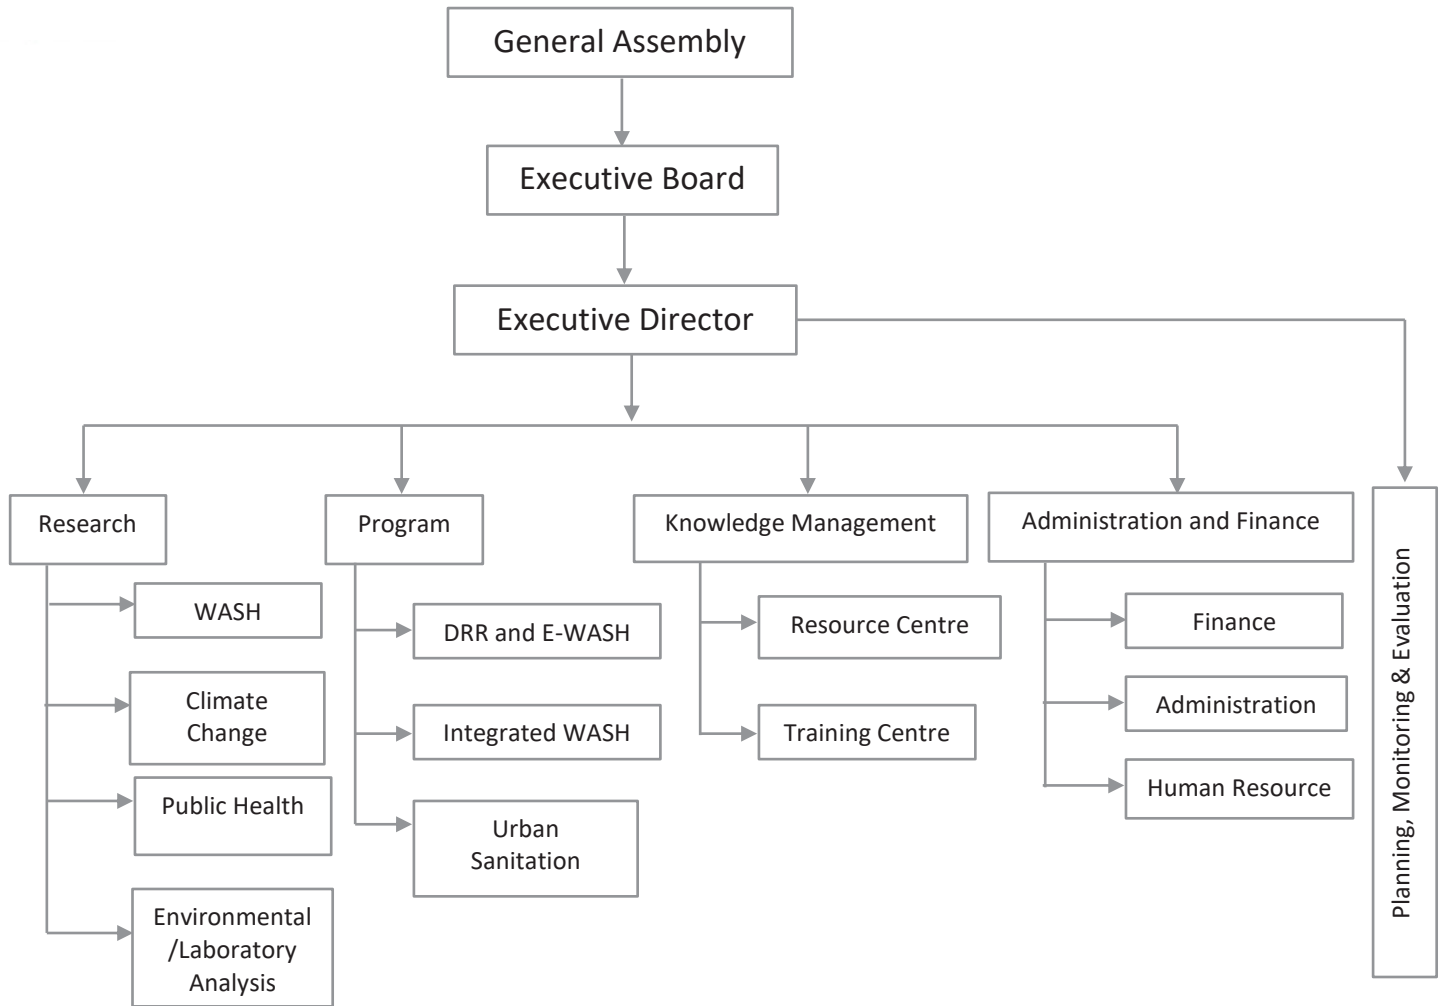 General Assembly
Executive Board
Executive Director
Research
Program
Knowledge Management
Administration and Finance
Planning, Monitoring & Evaluation
WASH
Climate
Change
Public Health
Environmental
/Laboratory
Analysis
DRR and E-WASH
Integrated WASH
Urban
Sanitation
Resource Centre
Training Centre
Finance
Administration
Human Resource